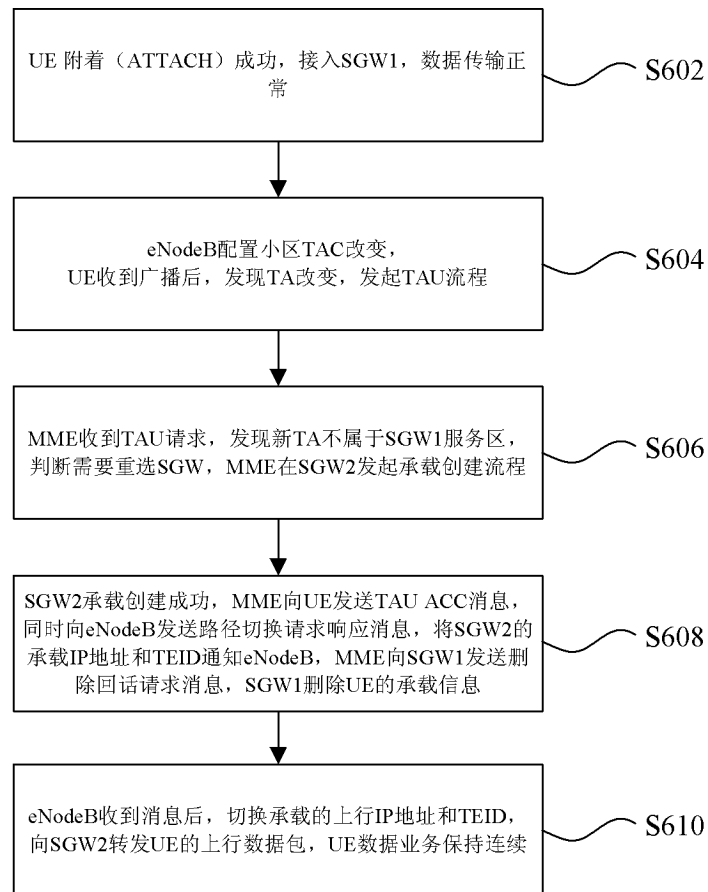 UE 附着（ATTACH）成功，接入SGW1，数据传输正
常
S602
eNodeB配置小区TAC改变，
UE收到广播后，发现TA改变，发起TAU流程
S604
MME收到TAU请求，发现新TA不属于SGW1服务区，
判断需要重选SGW，MME在SGW2发起承载创建流程
S606
SGW2承载创建成功，MME向UE发送TAU ACC消息，
同时向eNodeB发送路径切换请求响应消息，将SGW2的
承载IP地址和TEID通知eNodeB，MME向SGW1发送删
除回话请求消息，SGW1删除UE的承载信息
S608
eNodeB收到消息后，切换承载的上行IP地址和TEID，
向SGW2转发UE的上行数据包，UE数据业务保持连续
S610